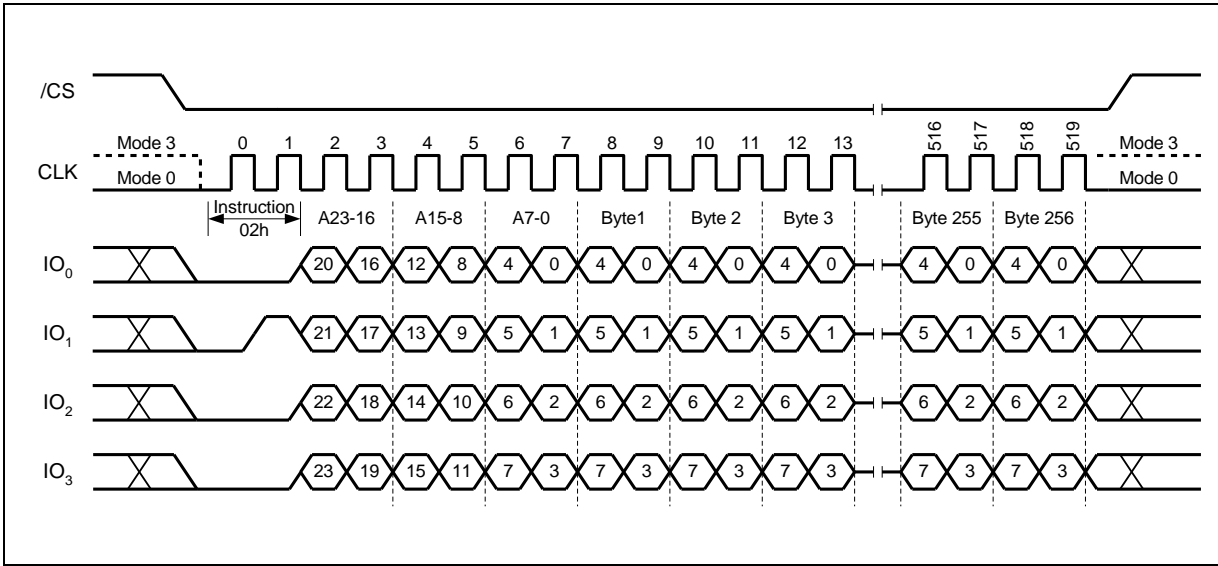 /CS
Mode 3 0 1 2 3 4 5 6 7 8 9 10 11 12 13 516 517 518 519 Mode 3
CLK
Mode 0 Mode 0
Instruction
02h
A23-16 A15-8 A7-0 Byte1 Byte 2 Byte 3 Byte 255 Byte 256
IO0 20 16 12 8 4 0 4 0 4 0 4 0 4 0 4 0
IO1 21 17 13 9 5 1 5 1 5 1 5 1 5 1 5 1
IO2 22 18 14 10 6 2 6 2 6 2 6 2 6 2 6 2
IO3 23 19 15 11 7 3 7 3 7 3 7 3 7 3 7 3